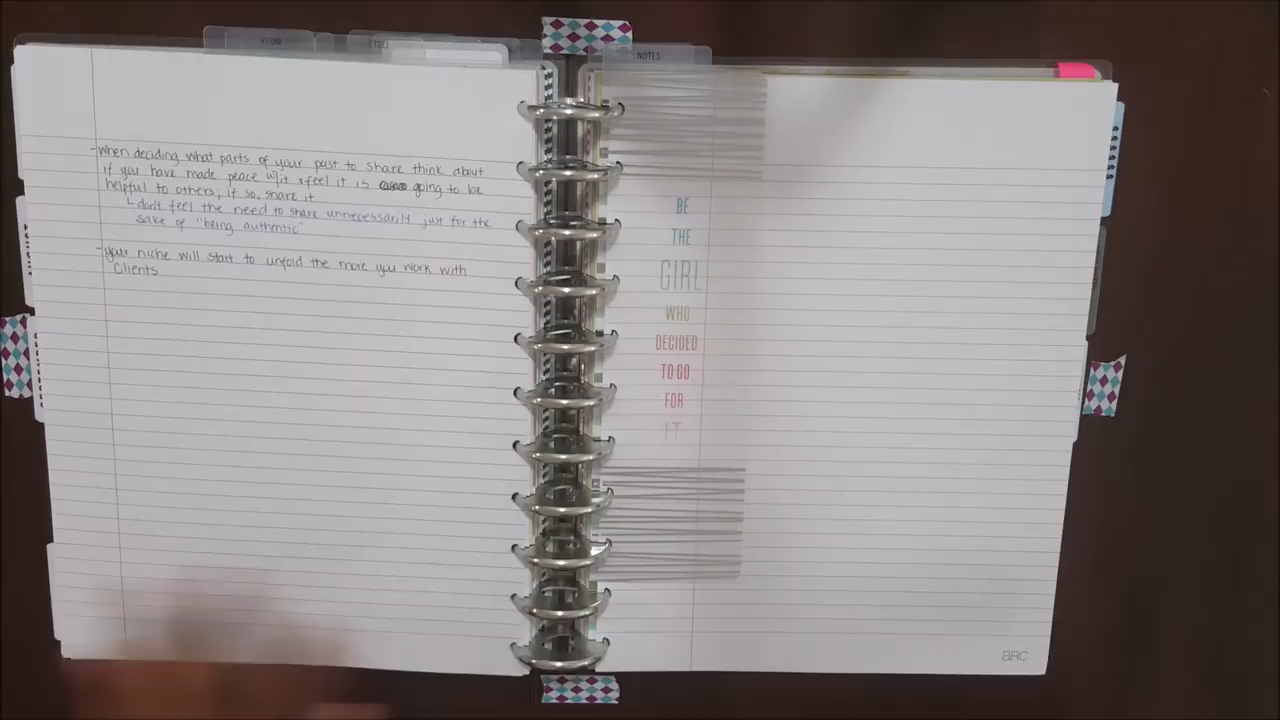 NOTES
-when deciding what parts of your past to share think about
if you have made peace w/it & feel it is going to be
helpful to others; if so, share it
don't feel the need to share unnecessarily just for the
sake of "being authentic"
-your niche will start to unfold the more you work with
clients
BE
THE
GIRL
WHO
DECIDED
TO GO
FOR
IT
arc